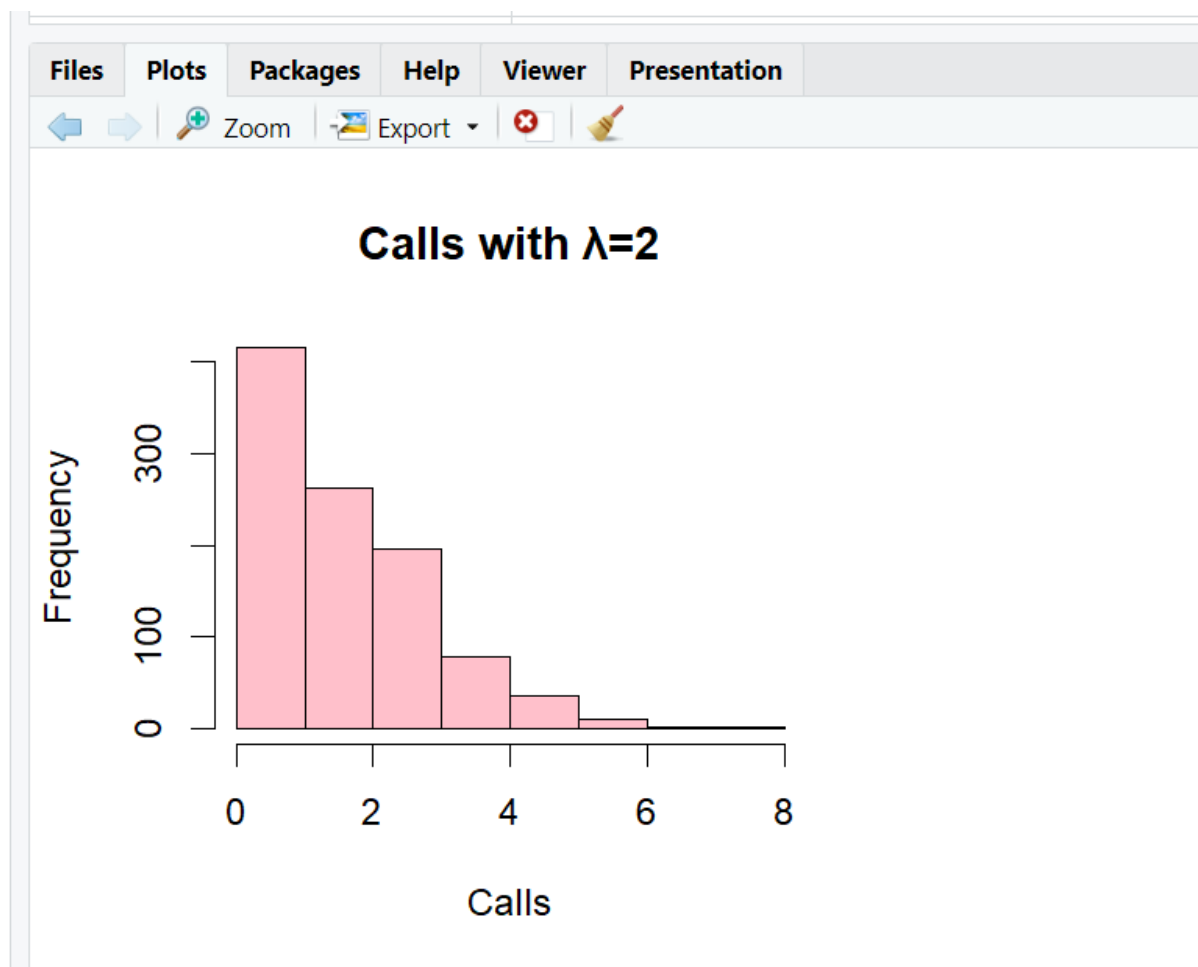 Files Plots Packages Help Viewer Presentation
Zoom Export
Calls with λ=2
Frequency
300
100
0
0 2 4 6 8
Calls